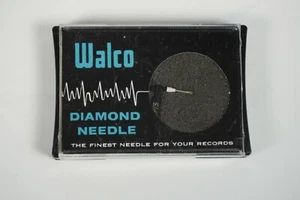 Walco
DIAMOND
NEEDLE
THE FINEST NEEDLE FOR YOUR RECORDS